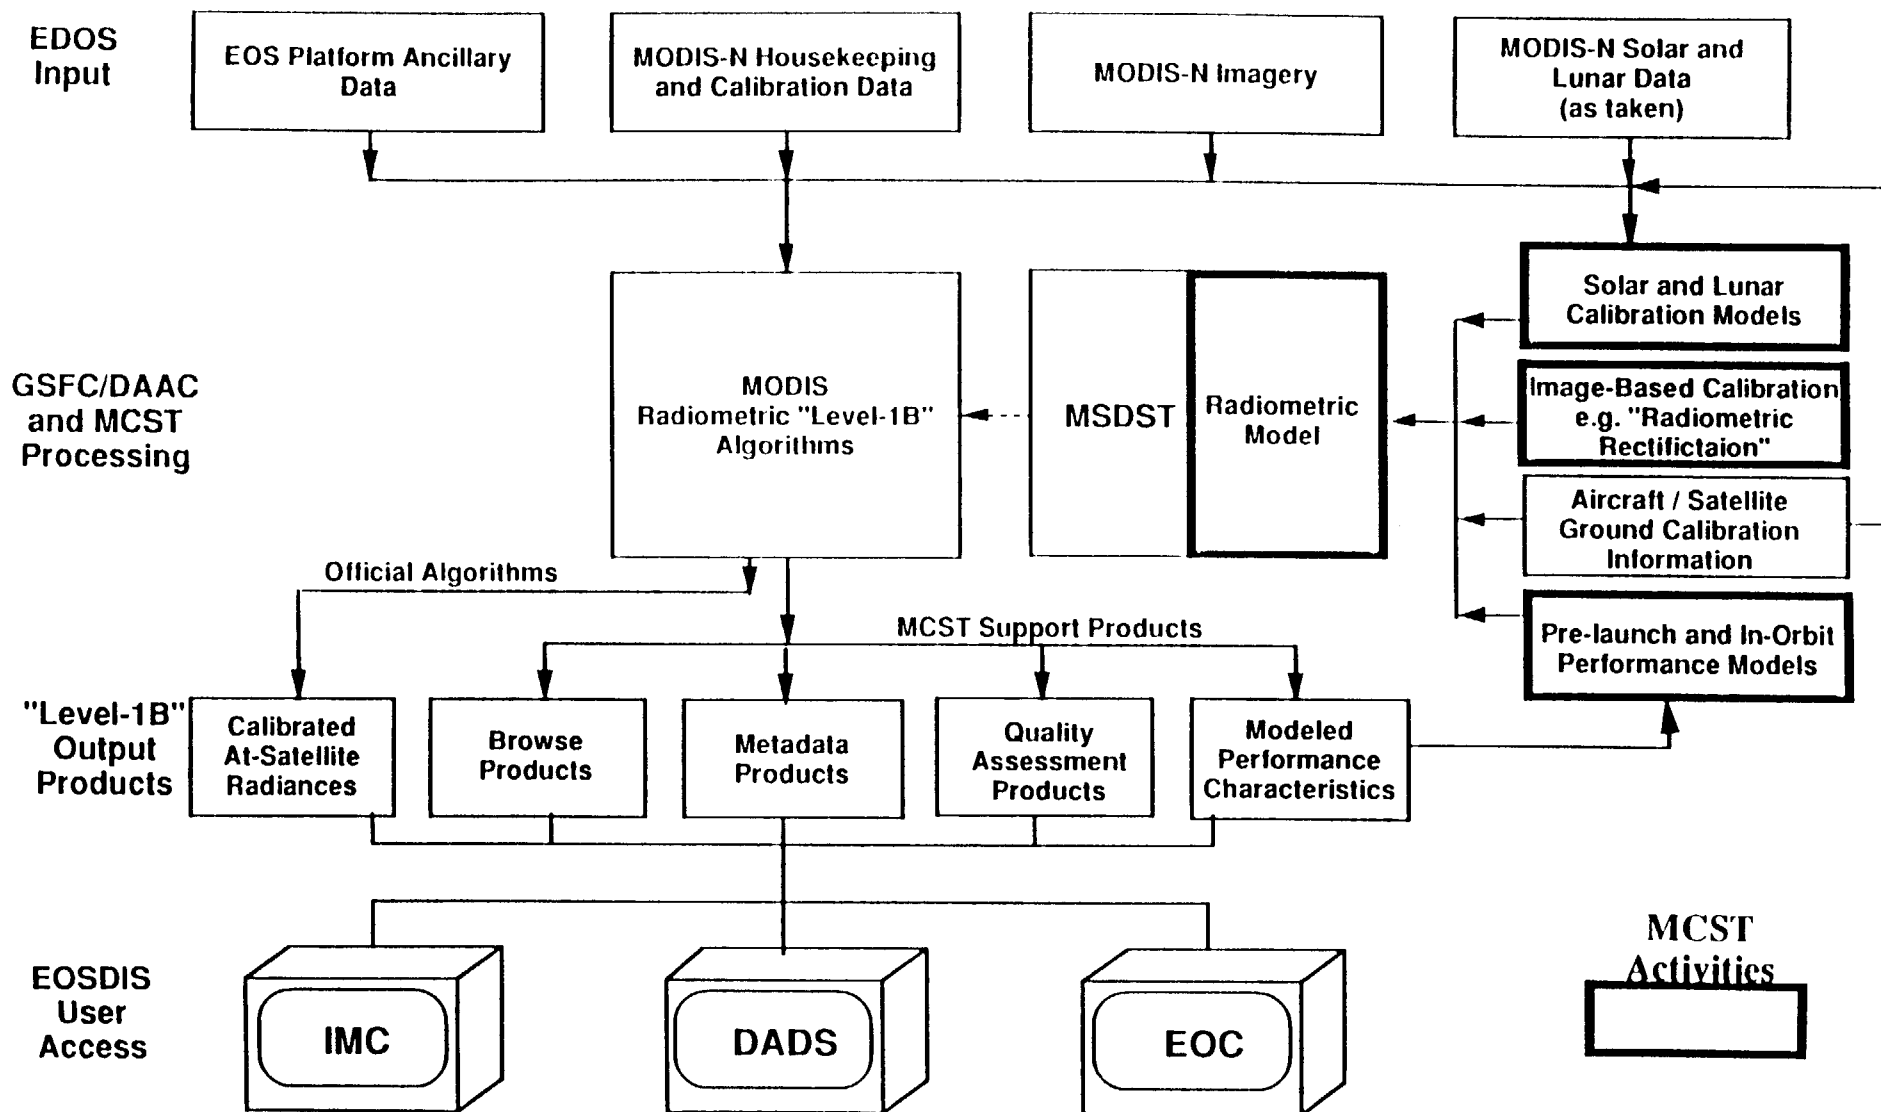 EDOS
Input
EOS Platform Ancillary
Data
MODIS-N Housekeeping
and Calibration Data
MODIS-N Imagery
MODIS-N Solar and
Lunar Data
(as taken)
GSFC/DAAC
and MCST
Processing
MODIS
Radiometric "Level-1B"
Algorithms
MSDST
Radiometric
Model
Solar and Lunar
Calibration Models
Image-Based Calibration
e.g. "Radiometric
Rectifictaion"
Aircraft / Satellite
Ground Calibration
Information
Pre-launch and In-Orbit
Performance Models
Official Algorithms
MCST Support Products
"Level-1B"
Output
Products
Calibrated
At-Satellite
Radiances
Browse
Products
Metadata
Products
Quality
Assessment
Products
Modeled
Performance
Characteristics
EOSDIS
User
Access
IMC
DADS
EOC
MCST
Activities